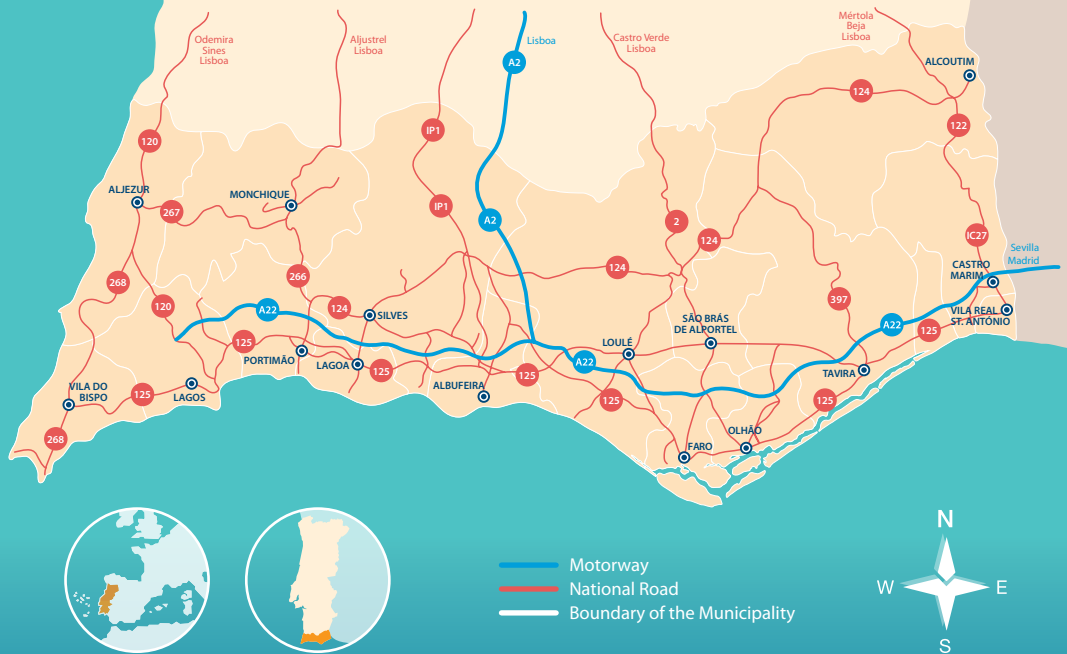 Odemira
Sines
Lisboa
Aljustrel
Lisboa
Lisboa
Castro Verde
Lisboa
Mértola
Beja
Lisboa
A2
ALCOUTIM
124
IP1
122
120
ALJEZUR
MONCHIQUE
267
IP1
A2
2
124
IC27
Sevilla
Madrid
124
CASTRO
MARIM
268
266
120
A22
124
SILVES
397
VILA REAL
ST. ANTÓNIO
SÃO BRÁS
DE ALPORTEL
A22
125
125
PORTIMÃO
LAGOA
125
LOULÉ
A22
125
TAVIRA
ALBUFEIRA
VILA DO
BISPO
125
LAGOS
125
125
268
OLHÃO
FARO
N
W
E
S
Motorway
National Road
Boundary of the Municipality